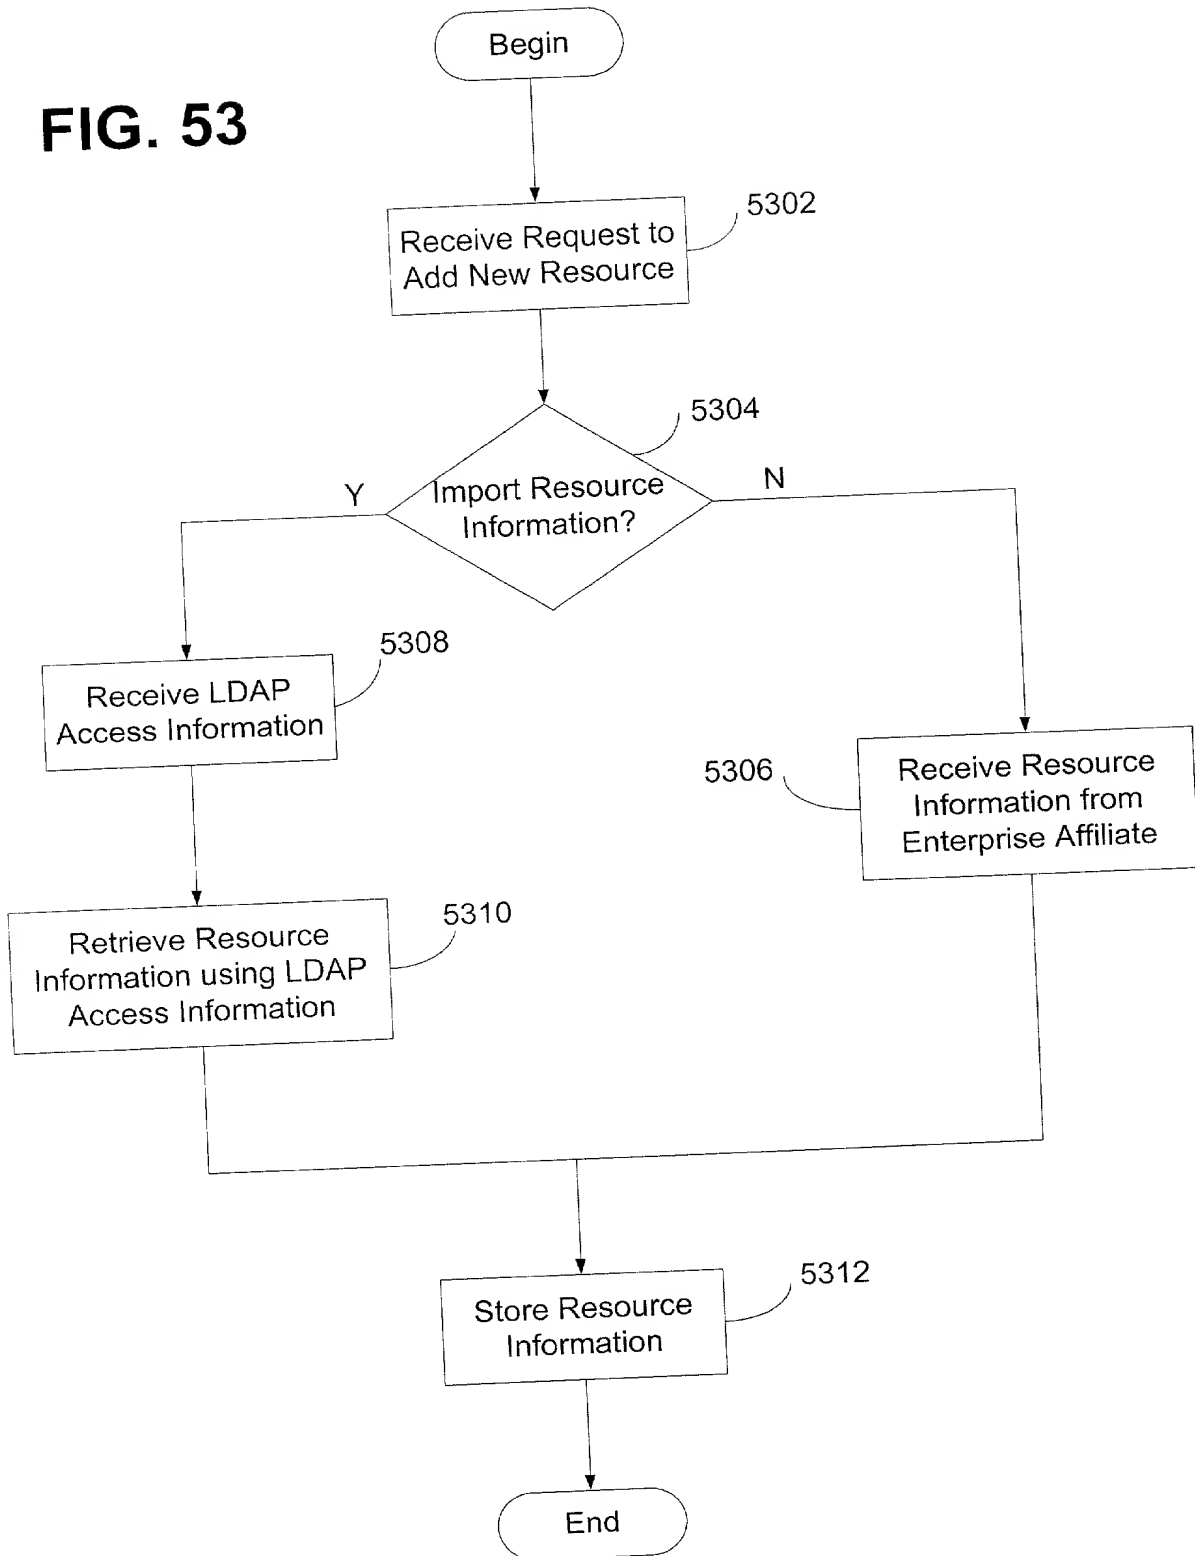 Begin
FIG. 53
5302
Receive Request to
Add New Resource
5304
Import Resource
Information?
Y
N
5308
Receive LDAP
Access Information
5306
Receive Resource
Information from
Enterprise Affiliate
5310
Retrieve Resource
Information using LDAP
Access Information
5312
Store Resource
Information
End